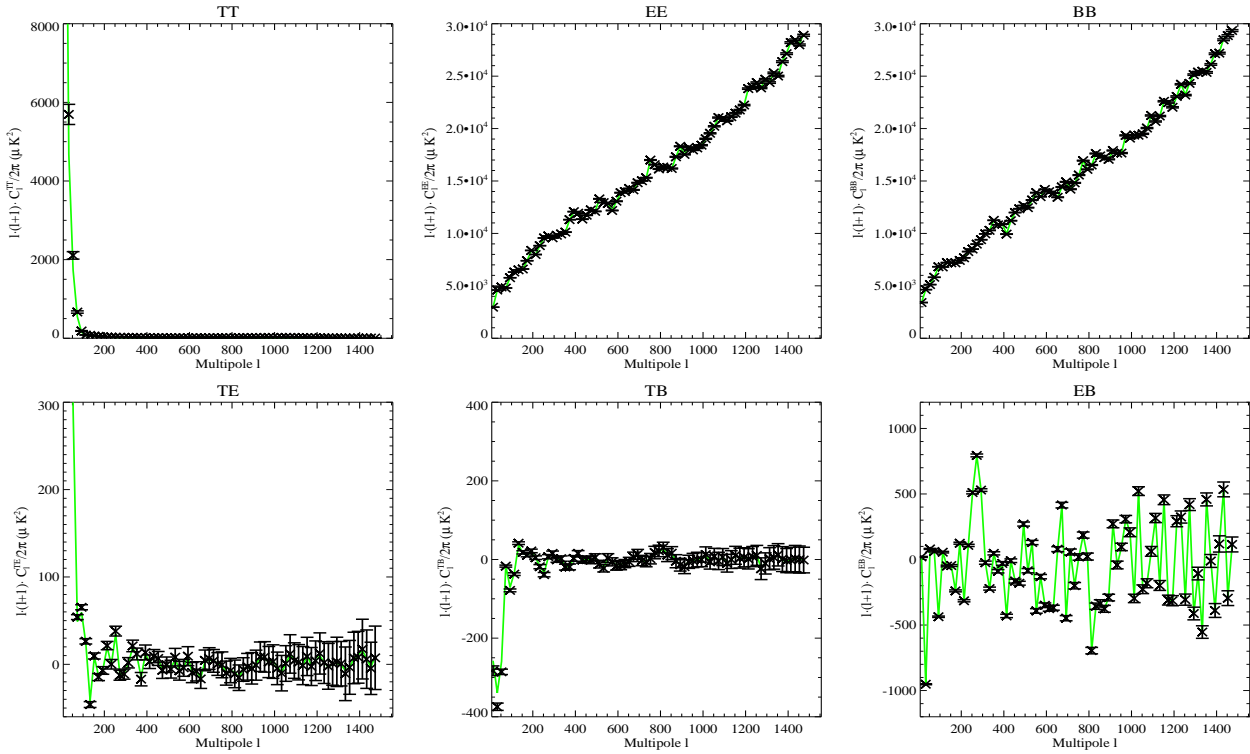 TT
8000
6000
4000
2000
0
l·(l+1)· C_l^TT/2π (μ K²)
200 400 600 800 1000 1200 1400
Multipole l
EE
3.0•10⁴
2.5•10⁴
2.0•10⁴
1.5•10⁴
1.0•10⁴
5.0•10³
0
l·(l+1)· C_l^EE/2π (μ K²)
200 400 600 800 1000 1200 1400
Multipole l
BB
3.0•10⁴
2.5•10⁴
2.0•10⁴
1.5•10⁴
1.0•10⁴
5.0•10³
0
l·(l+1)· C_l^BB/2π (μ K²)
200 400 600 800 1000 1200 1400
Multipole l
TE
300
200
100
0
l·(l+1)· C_l^TE/2π (μ K²)
200 400 600 800 1000 1200 1400
Multipole l
TB
400
200
0
-200
-400
l·(l+1)· C_l^TB/2π (μ K²)
200 400 600 800 1000 1200 1400
Multipole l
EB
1000
500
0
-500
-1000
l·(l+1)· C_l^EB/2π (μ K²)
200 400 600 800 1000 1200 1400
Multipole l